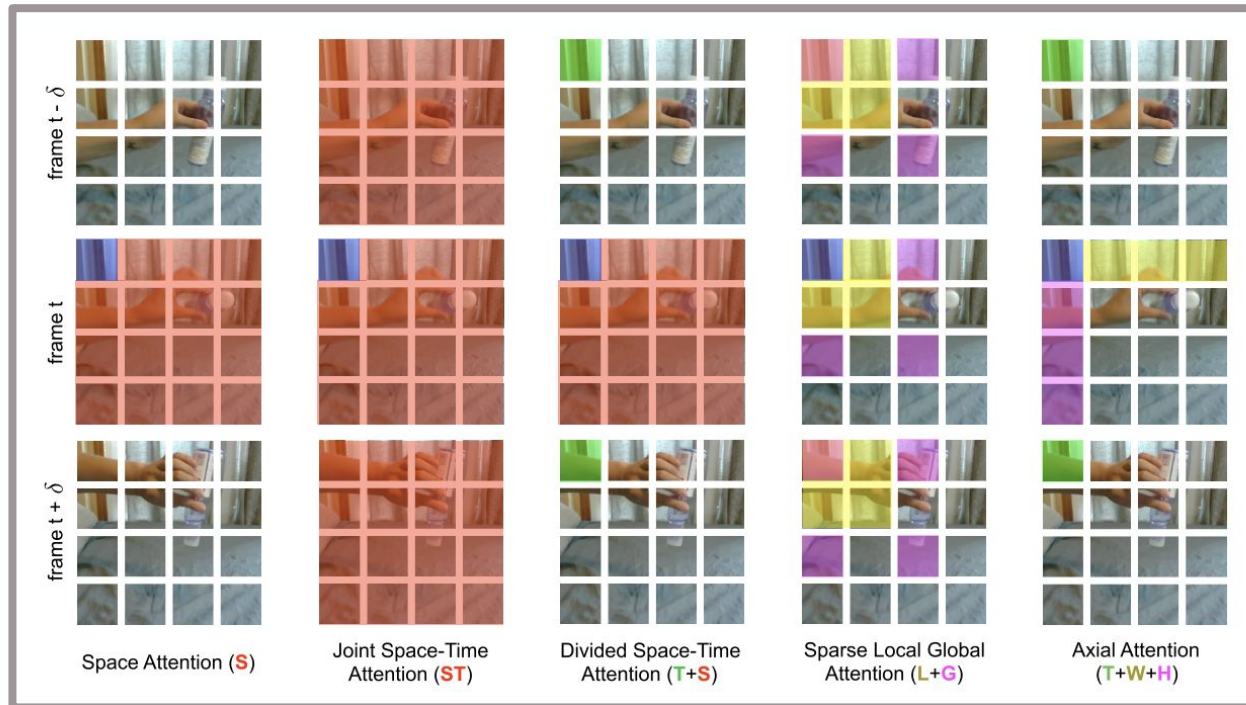 frame t - δ
frame t
frame t + δ
Space Attention (S)
Joint Space-Time
Attention (ST)
Divided Space-Time
Attention (T+S)
Sparse Local Global
Attention (L+G)
Axial Attention
(T+W+H)